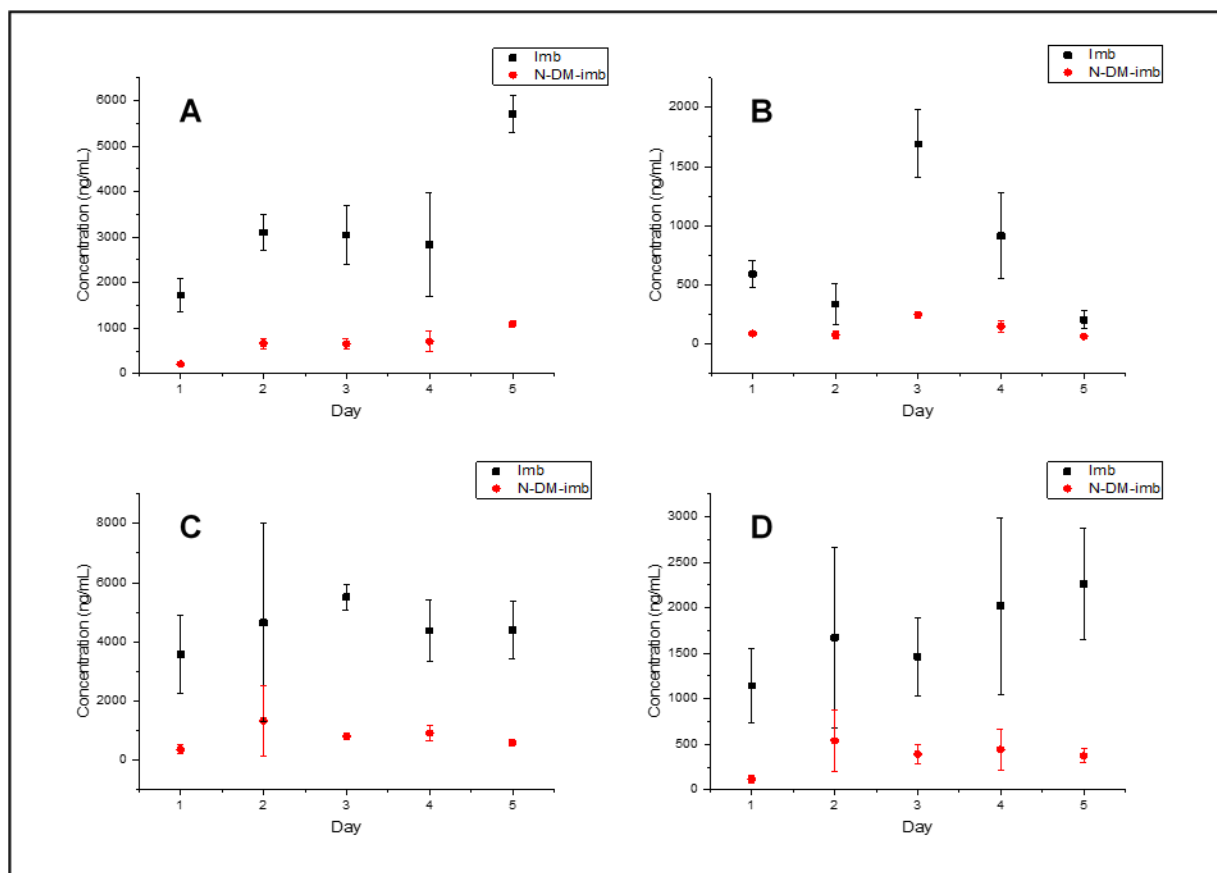 Imb
N-DM-imb
A
Concentration (ng/mL)
6000
5000
4000
3000
2000
1000
0
1 2 3 4 5
Day
Imb
N-DM-imb
B
Concentration (ng/mL)
2000
1500
1000
500
0
1 2 3 4 5
Day
Imb
N-DM-imb
C
Concentration (ng/mL)
8000
6000
4000
2000
0
1 2 3 4 5
Day
Imb
N-DM-imb
D
Concentration (ng/mL)
3000
2500
2000
1500
1000
500
0
1 2 3 4 5
Day